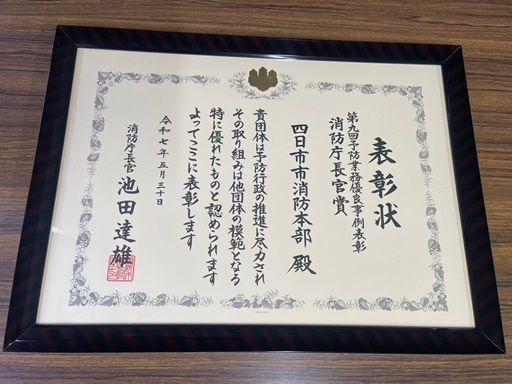 表彰状
第九回予防業務優良事例表彰
消防庁長官賞
四日市市消防本部 殿
貴団体は予防行政の推進に尽力され
その取り組みは他団体の模範となる
特に優れたものと認められます
よってここに表彰します
令和七年五月三十日
消防庁長官 池田達雄